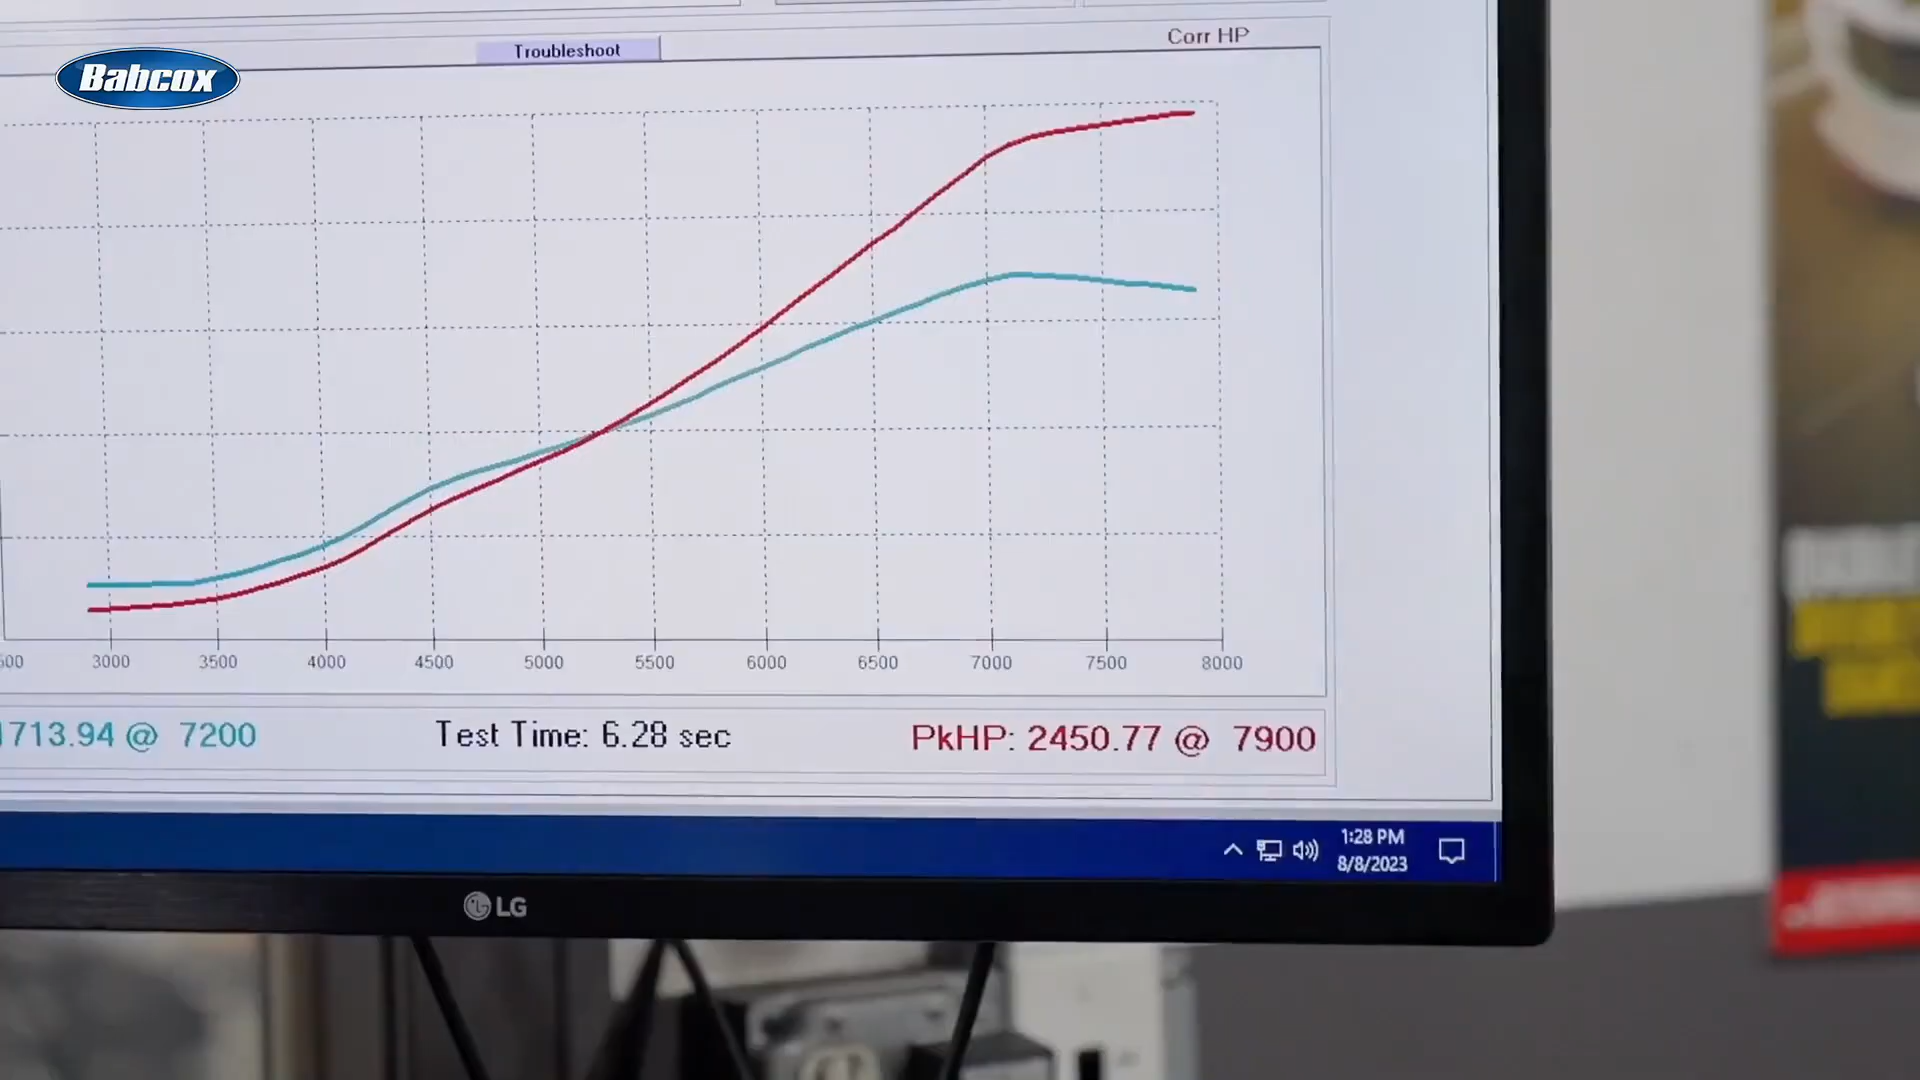 Babcox
Troubleshoot
Corr HP
3000 3500 4000 4500 5000 5500 6000 6500 7000 7500 8000
1713.94 @ 7200
Test Time: 6.28 sec
PkHP: 2450.77 @ 7900
1:28 PM
8/8/2023
LG